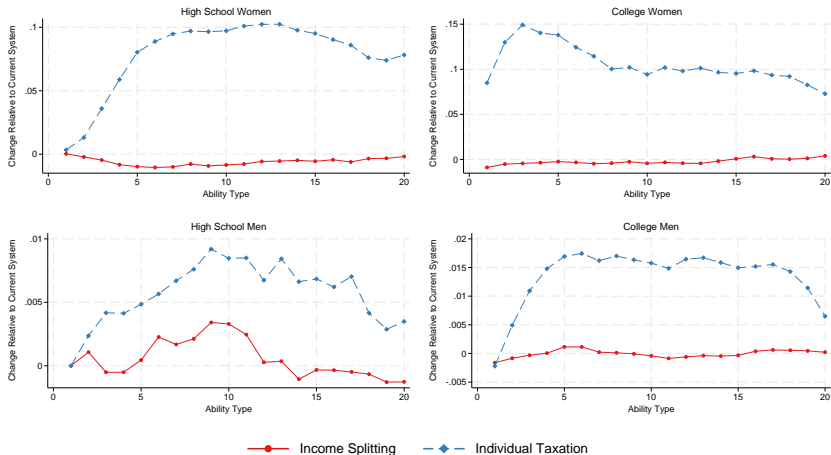 High School Women
Change Relative to Current System
.1
.05
0
0 5 10 15 20
Ability Type
College Women
Change Relative to Current System
.15
.1
.05
0
0 5 10 15 20
Ability Type
High School Men
Change Relative to Current System
.01
.005
0
0 5 10 15 20
Ability Type
College Men
Change Relative to Current System
.02
.015
.01
.005
0
-.005
0 5 10 15 20
Ability Type
Income Splitting Individual Taxation